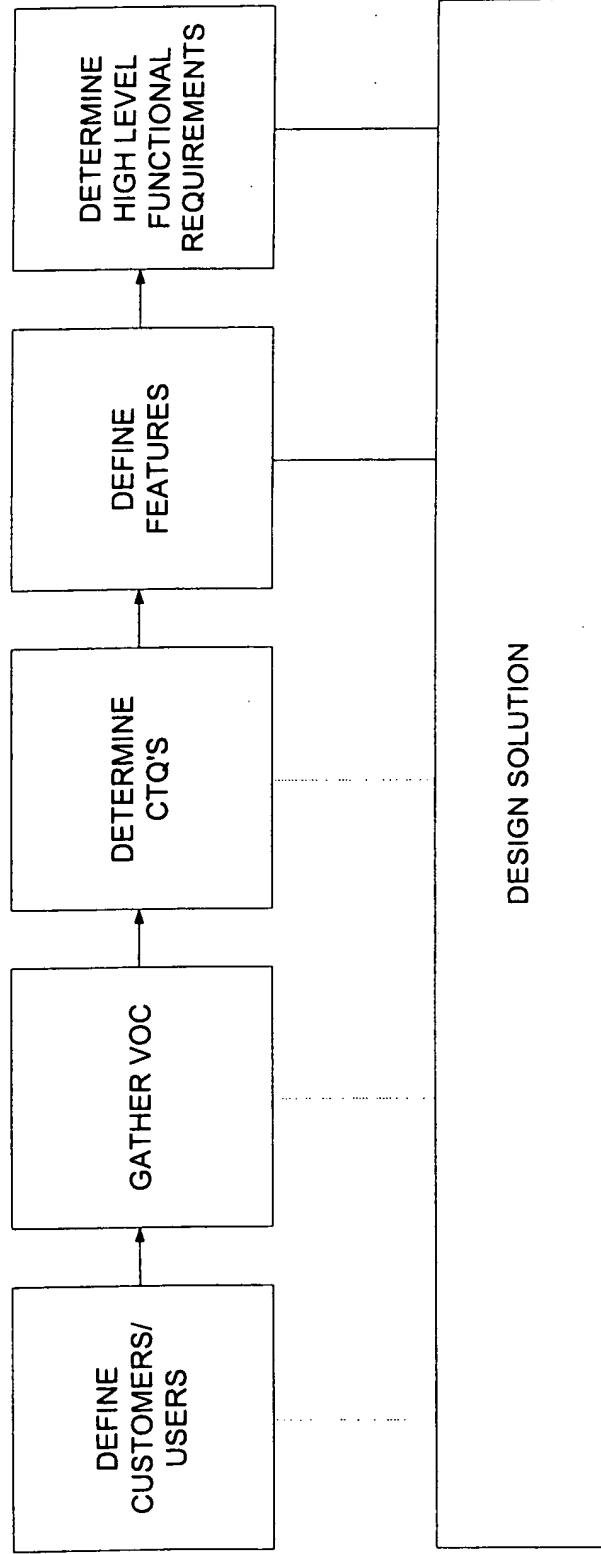 DEFINE
CUSTOMERS/
USERS
GATHER VOC
DETERMINE
CTQ'S
DEFINE
FEATURES
DETERMINE
HIGH LEVEL
FUNCTIONAL
REQUIREMENTS
DESIGN SOLUTION